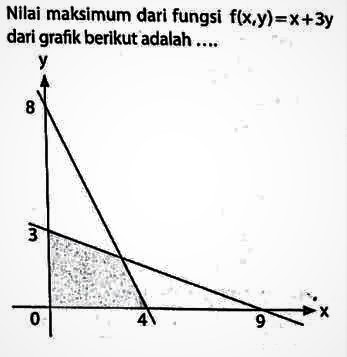 Nilai maksimum dari fungsi f(x,y)=x+3y
dari grafik berikut adalah ....
y
8
3
0 4 9 x